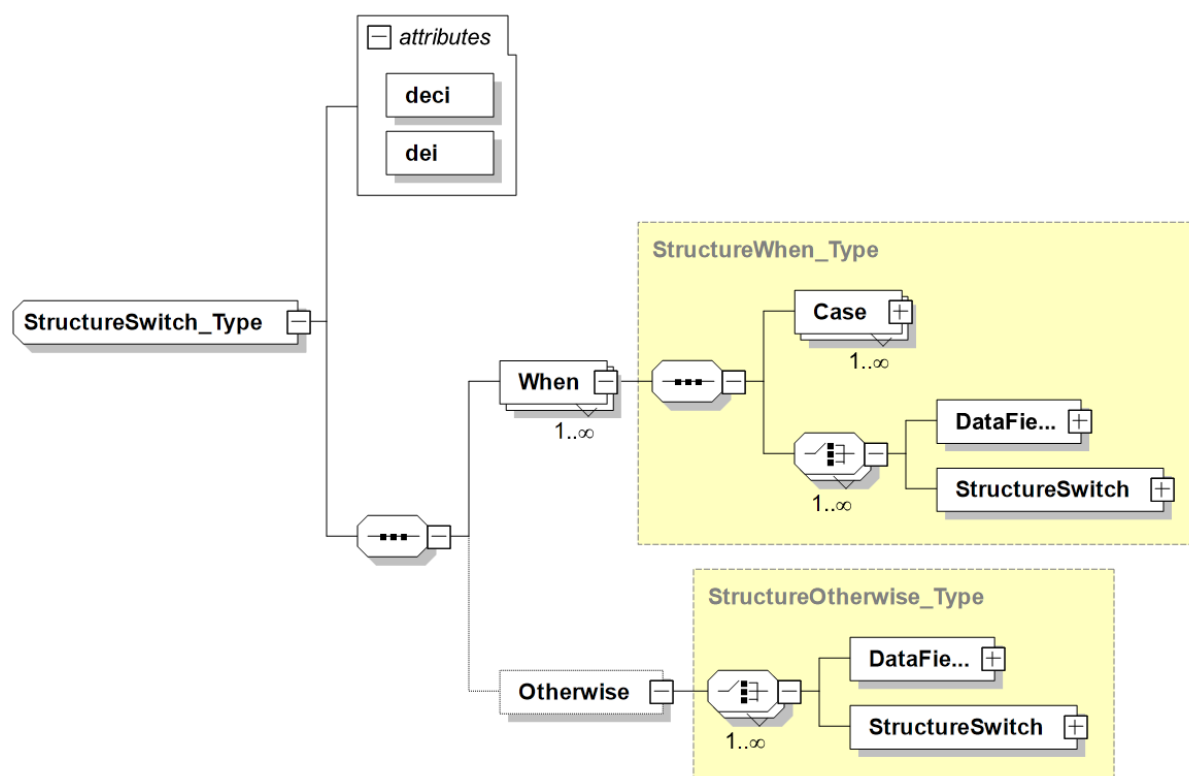 attributes
deci
dei
StructureSwitch_Type
When
1..∞
StructureWhen_Type
Case
1..∞
1..∞
DataFie...
StructureSwitch
Otherwise
StructureOtherwise_Type
1..∞
DataFie...
StructureSwitch